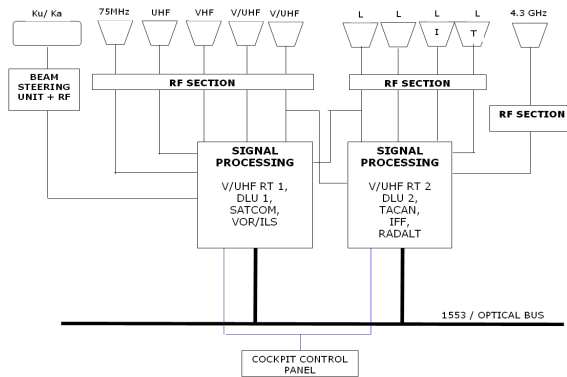 Ku/ Ka 75MHz UHF VHF V/UHF V/UHF L L L L 4.3 GHz
I T
BEAM
STEERING
UNIT + RF
RF SECTION
RF SECTION
RF SECTION
SIGNAL
PROCESSING
V/UHF RT 1,
DLU 1,
SATCOM,
VOR/ILS
SIGNAL
PROCESSING
V/UHF RT 2
DLU 2,
TACAN,
IFF,
RADALT
1553 / OPTICAL BUS
COCKPIT CONTROL
PANEL